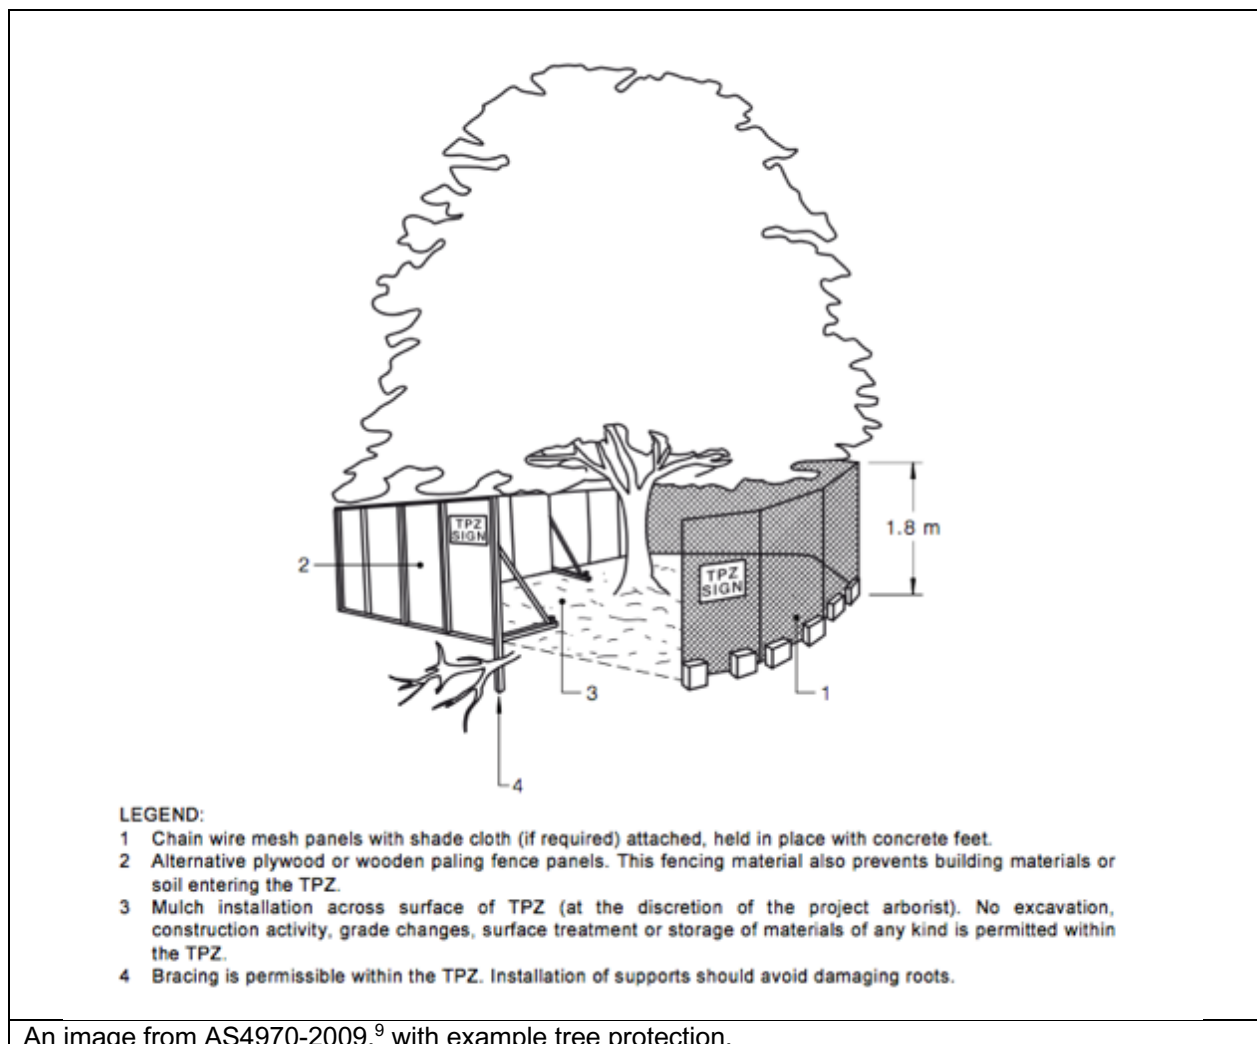 TPZ
SIGN
1.8 m
2
TPZ
SIGN
3
1
4
LEGEND:
1 Chain wire mesh panels with shade cloth (if required) attached, held in place with concrete feet.
2 Alternative plywood or wooden paling fence panels. This fencing material also prevents building materials or
soil entering the TPZ.
3 Mulch installation across surface of TPZ (at the discretion of the project arborist). No excavation,
construction activity, grade changes, surface treatment or storage of materials of any kind is permitted within
the TPZ.
4 Bracing is permissible within the TPZ. Installation of supports should avoid damaging roots.
An image from AS4970-2009,⁹ with example tree protection.